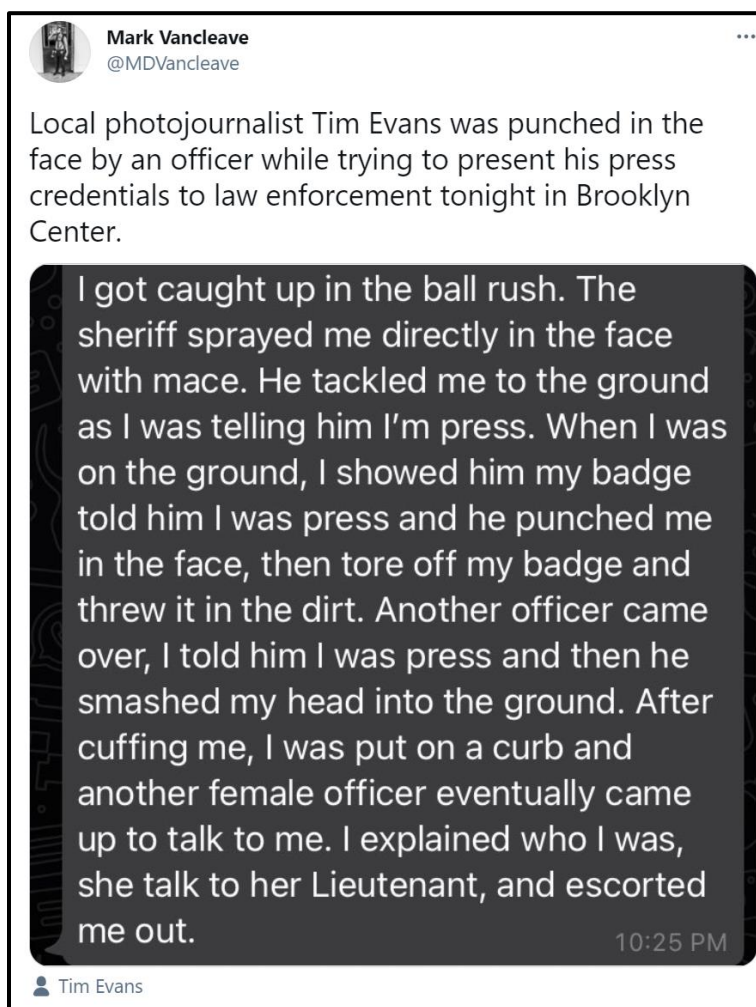 Mark Vancleave
@MDVancleave
Local photojournalist Tim Evans was punched in the
face by an officer while trying to present his press
credentials to law enforcement tonight in Brooklyn
Center.
I got caught up in the ball rush. The
sheriff sprayed me directly in the face
with mace. He tackled me to the ground
as I was telling him I’m press. When I was
on the ground, I showed him my badge
told him I was press and he punched me
in the face, then tore off my badge and
threw it in the dirt. Another officer came
over, I told him I was press and then he
smashed my head into the ground. After
cuffing me, I was put on a curb and
another female officer eventually came
up to talk to me. I explained who I was,
she talk to her Lieutenant, and escorted
me out.
10:25 PM
Tim Evans